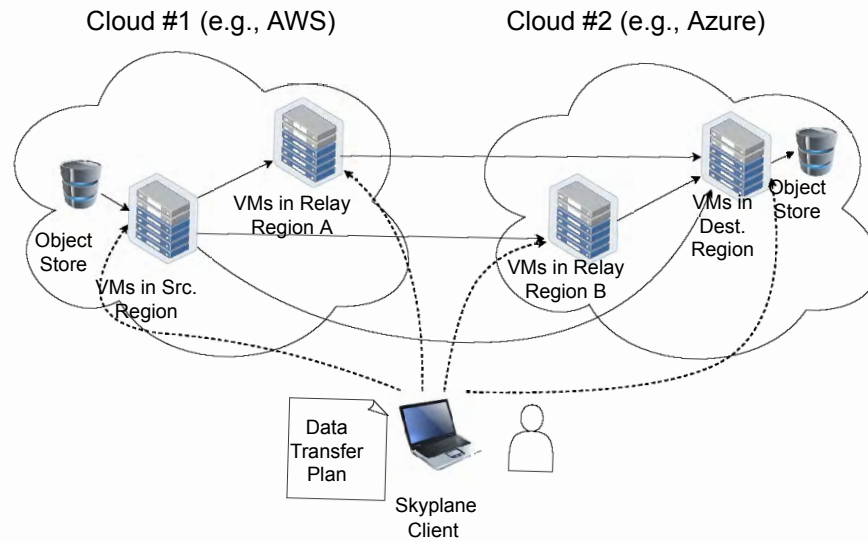 Cloud #1 (e.g., AWS)
Cloud #2 (e.g., Azure)
Object
Store
VMs in Src.
Region
VMs in Relay
Region A
VMs in Relay
Region B
VMs in
Dest.
Region
Object
Store
Data
Transfer
Plan
Skyplane
Client